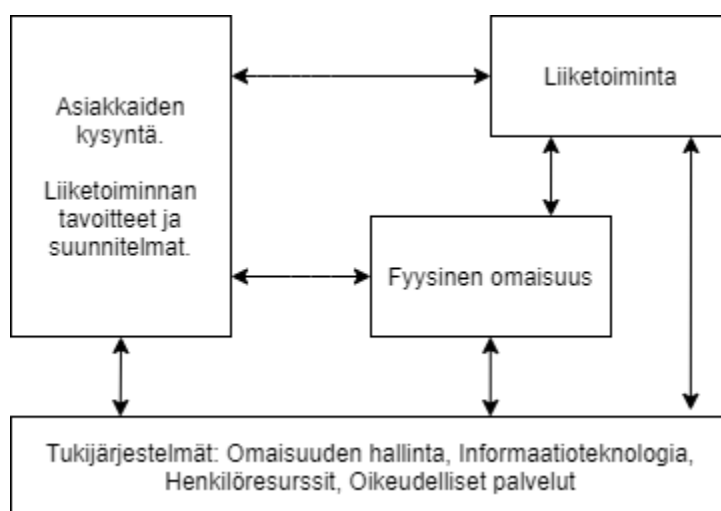 Asiakkaiden
kysyntä.
Liiketoiminnan
tavoitteet ja
suunnitelmat.
Liiketoiminta
Fyysinen omaisuus
Tukijärjestelmät: Omaisuuden hallinta, Informaatioteknologia,
Henkilöresurssit, Oikeudelliset palvelut